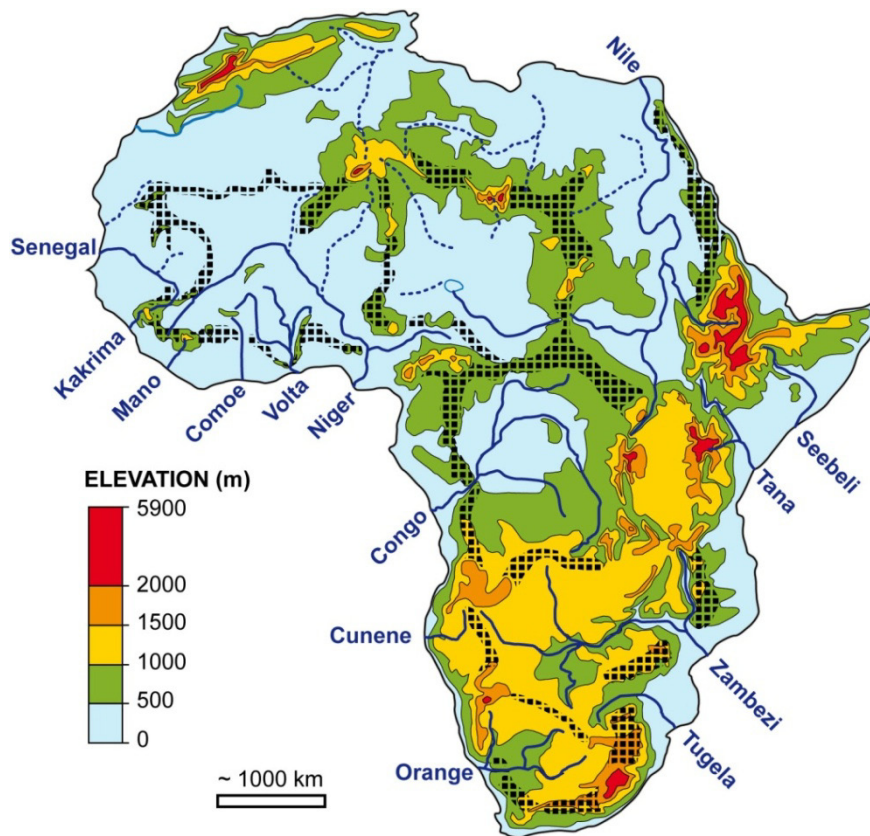 Nile
Senegal
Kakrima
Mano
Comoe
Volta
Niger
Seebeli
Tana
Congo
ELEVATION (m)
5900
2000
1500
1000
500
0
Cunene
Zambezi
Tugela
Orange
~ 1000 km